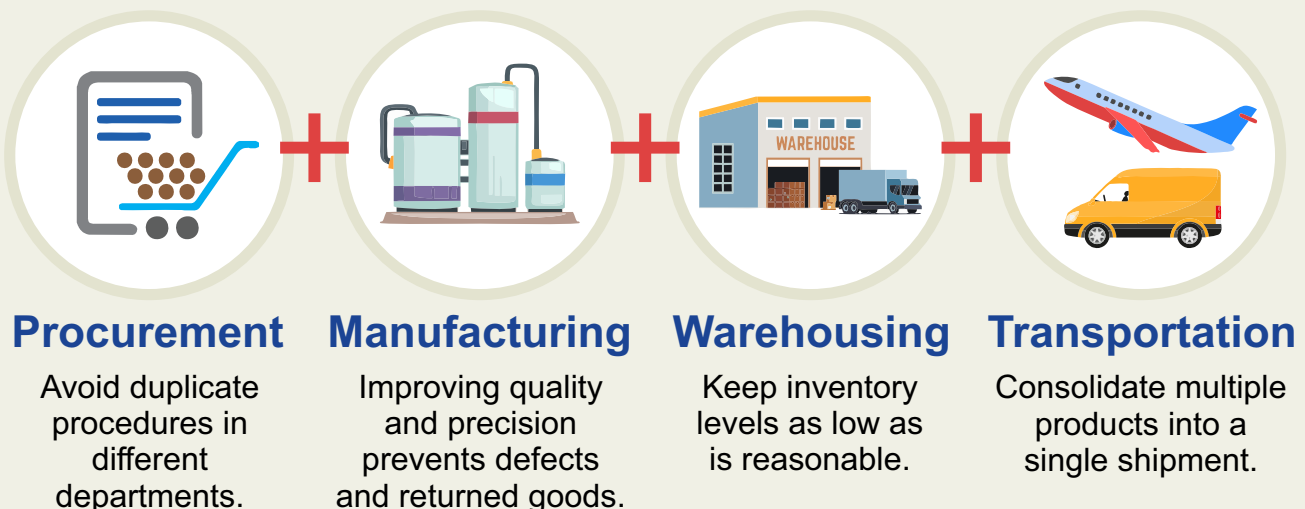 WAREHOUSE
Procurement
Avoid duplicate
procedures in
different
departments.
Manufacturing
Improving quality
and precision
prevents defects
and returned goods.
Warehousing
Keep inventory
levels as low as
is reasonable.
Transportation
Consolidate multiple
products into a
single shipment.